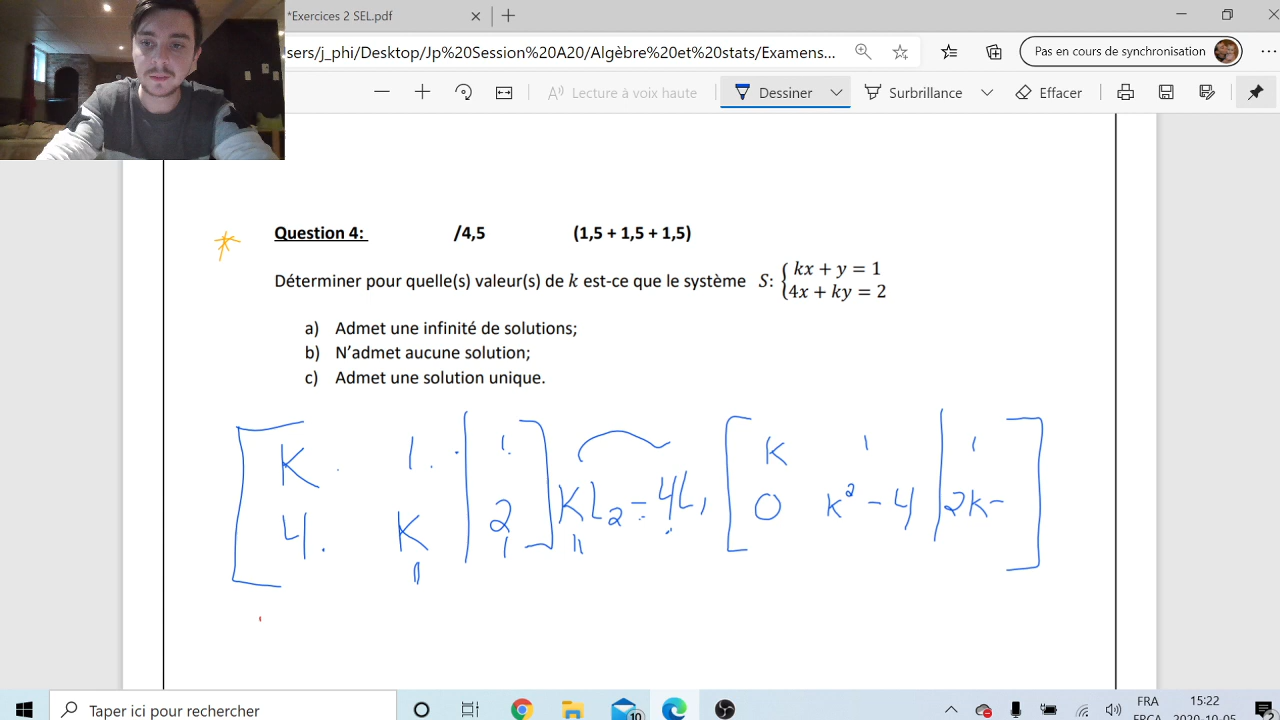 *Exercices 2 SEL.pdf
sers/j_phi/Desktop/Jp%20Session%20A20/Algèbre%20et%20stats/Examens...
Pas en cours de synchronisation
Lecture à voix haute
Dessiner
Surbrillance
Effacer
Question 4: /4,5 (1,5 + 1,5 + 1,5)
Déterminer pour quelle(s) valeur(s) de k est-ce que le système S: { kx + y = 1
4x + ky = 2
a) Admet une infinité de solutions;
b) N'admet aucune solution;
c) Admet une solution unique.
K 1 | 1
4 K | 2
KL2 - 4L1
K 1 | 1
0 K² - 4 | 2K -
Taper ici pour rechercher
10
FRA
15:22
2